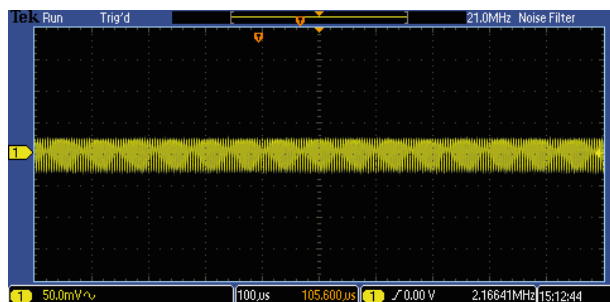 Tek Run Trig'd 21.0MHz Noise Filter
T
T
1
1 50.0mV∿ 100µs 105.600µs 1 ∫ 0.00 V 2.16641MHz 15:12:44